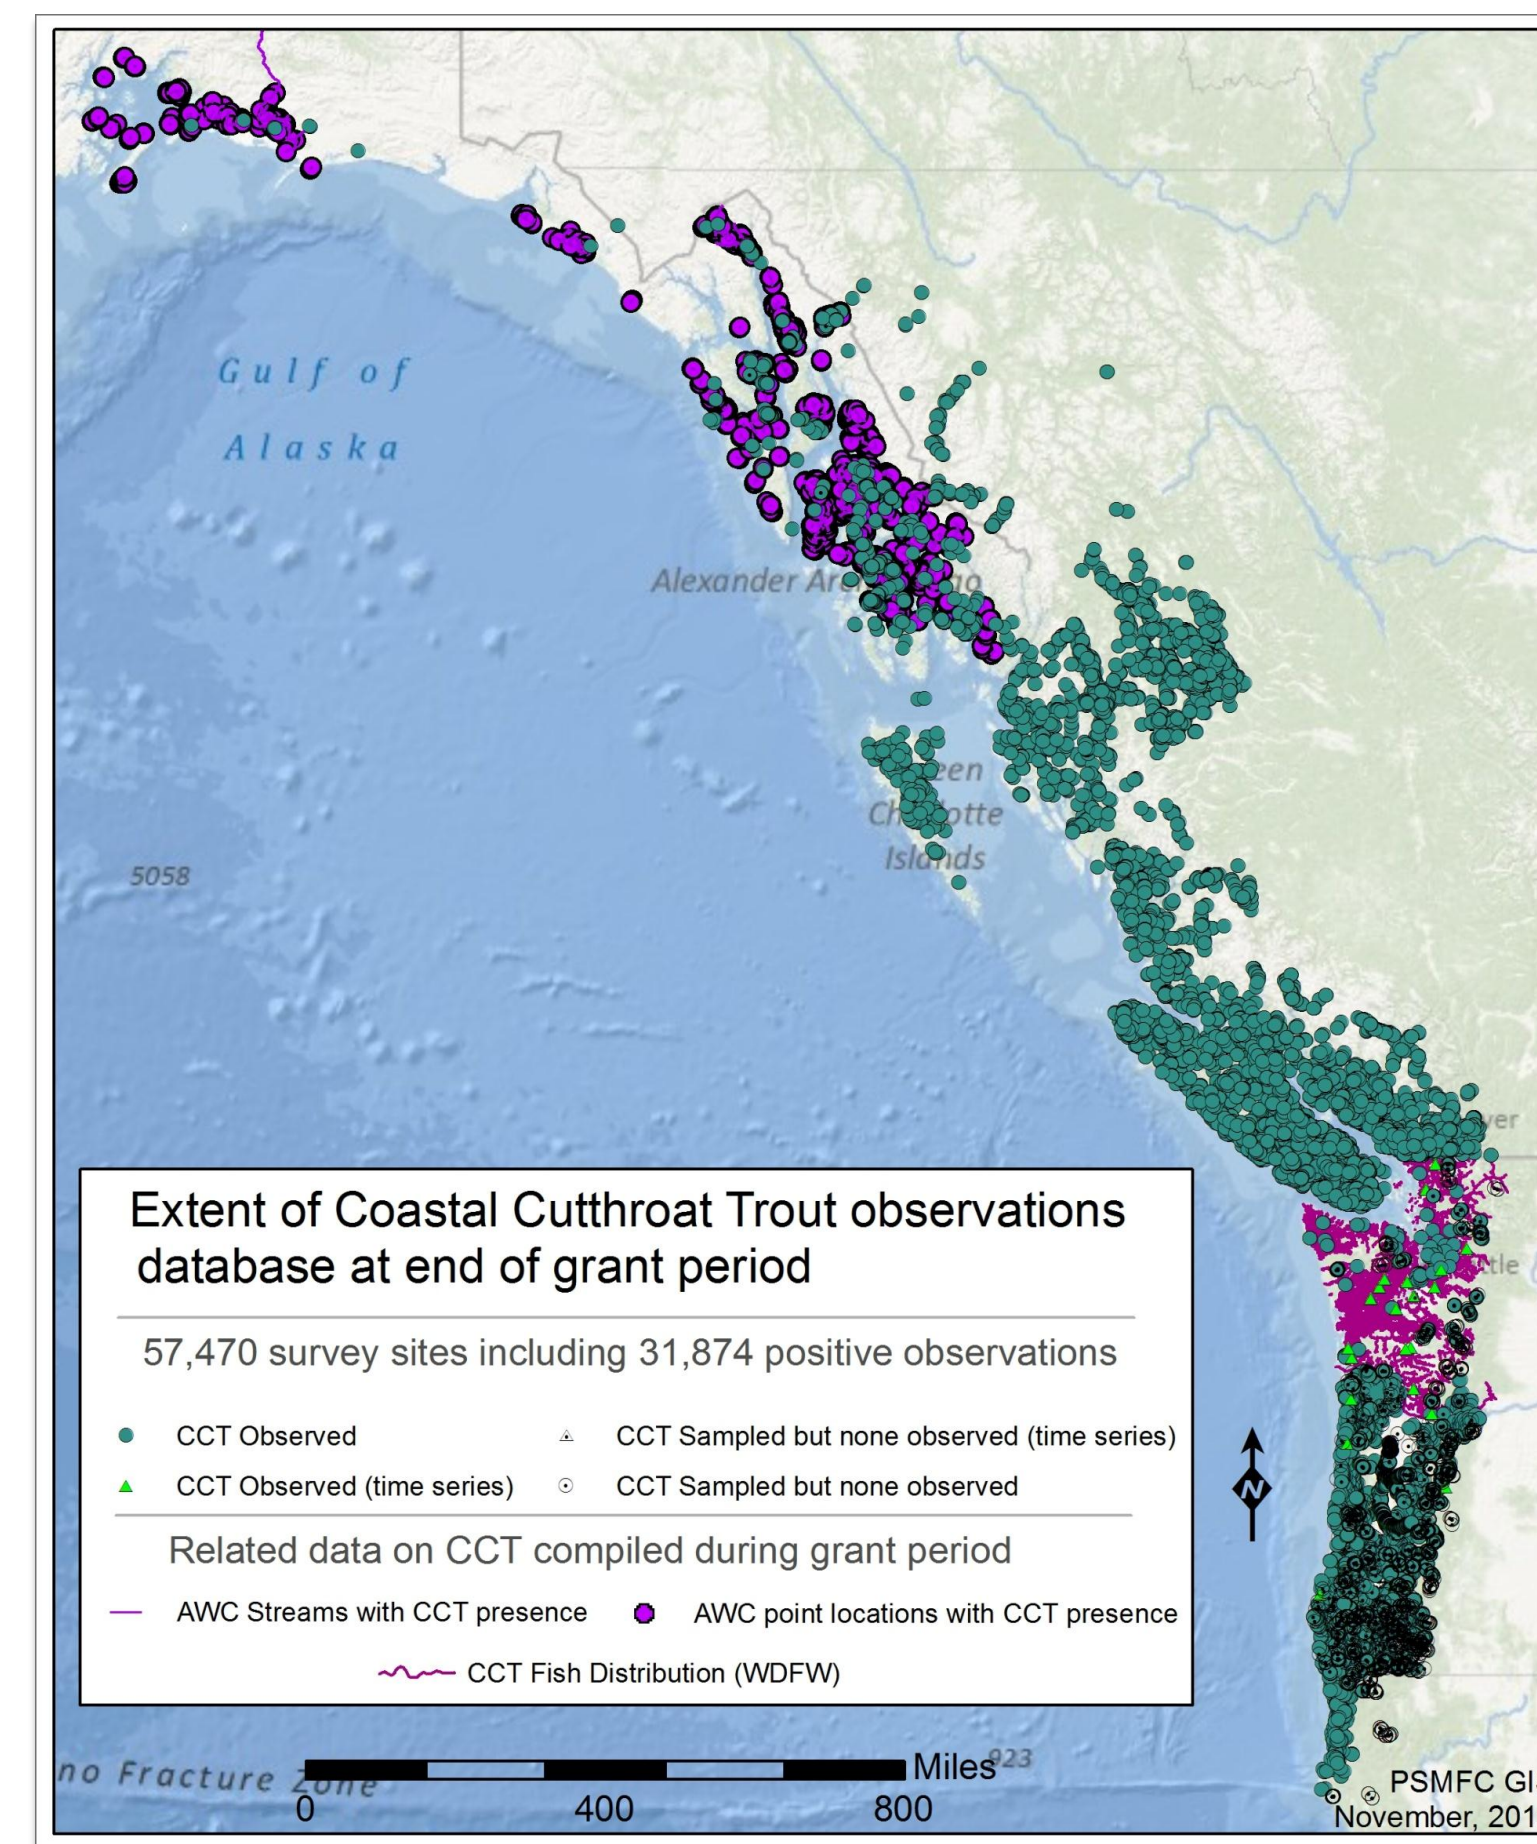 Gulf of
Alaska
Alexander
Queen
Charlotte
Islands
5058
Extent of Coastal Cutthroat Trout observations
database at end of grant period
57,470 survey sites including 31,874 positive observations
CCT Observed
CCT Sampled but none observed (time series)
CCT Observed (time series)
CCT Sampled but none observed
Related data on CCT compiled during grant period
AWC Streams with CCT presence
AWC point locations with CCT presence
CCT Fish Distribution (WDFW)
N
no Fracture Zone
923
Miles
0 400 800
PSMFC GI
November, 201